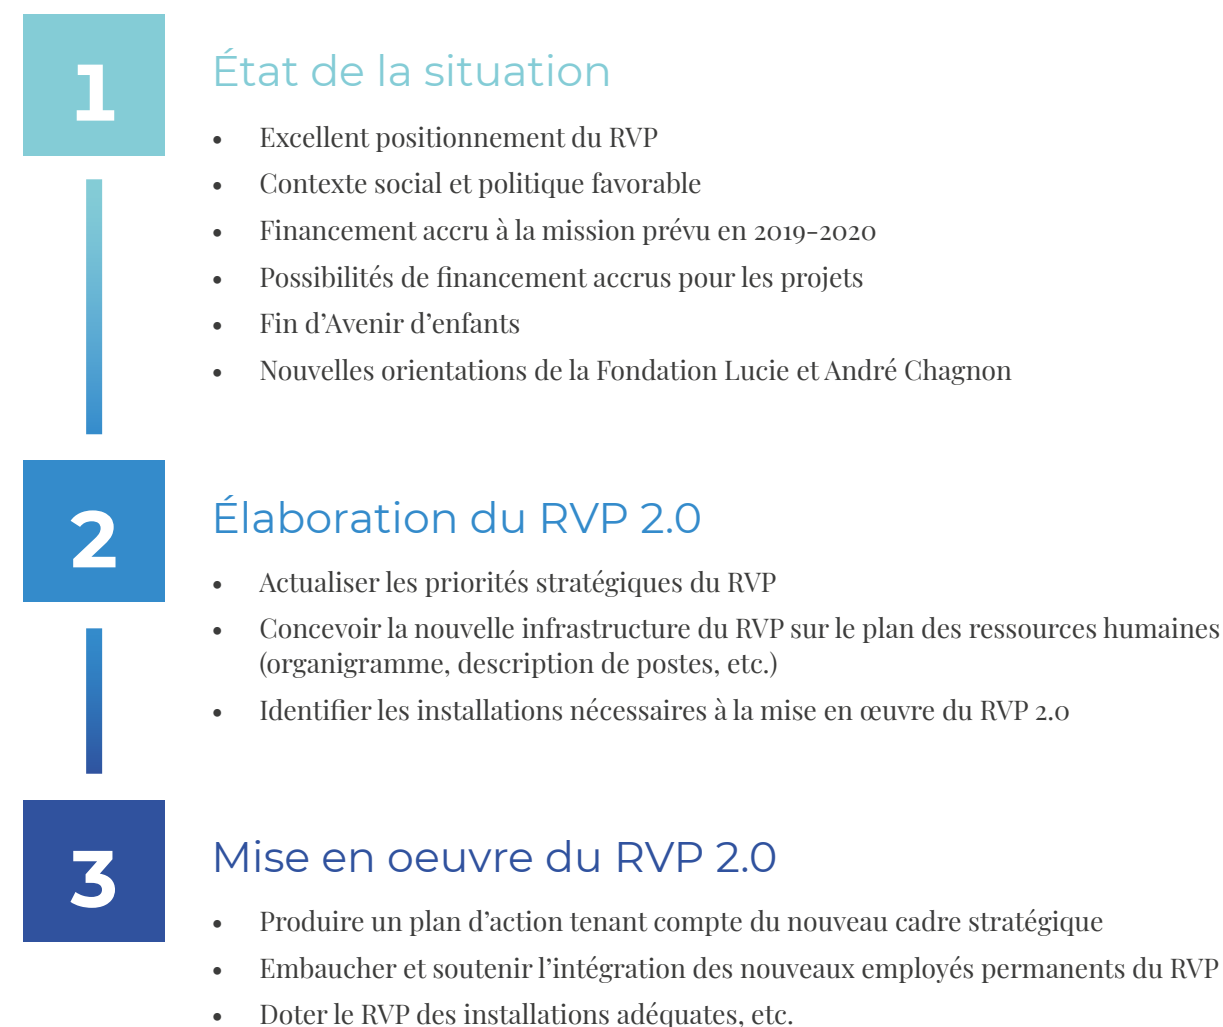 1
État de la situation
• Excellent positionnement du RVP
• Contexte social et politique favorable
• Financement accru à la mission prévu en 2019-2020
• Possibilités de financement accrus pour les projets
• Fin d’Avenir d’enfants
• Nouvelles orientations de la Fondation Lucie et André Chagnon
2
Élaboration du RVP 2.0
• Actualiser les priorités stratégiques du RVP
• Concevoir la nouvelle infrastructure du RVP sur le plan des ressources humaines
(organigramme, description de postes, etc.)
• Identifier les installations nécessaires à la mise en œuvre du RVP 2.0
3
Mise en oeuvre du RVP 2.0
• Produire un plan d’action tenant compte du nouveau cadre stratégique
• Embaucher et soutenir l’intégration des nouveaux employés permanents du RVP
• Doter le RVP des installations adéquates, etc.